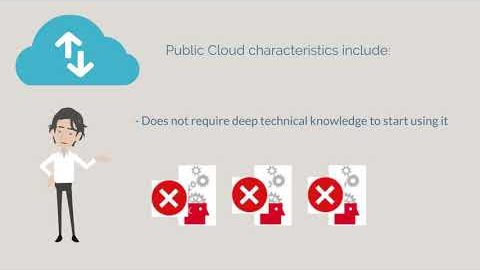 Public Cloud characteristics include:
- Does not require deep technical knowledge to start using it